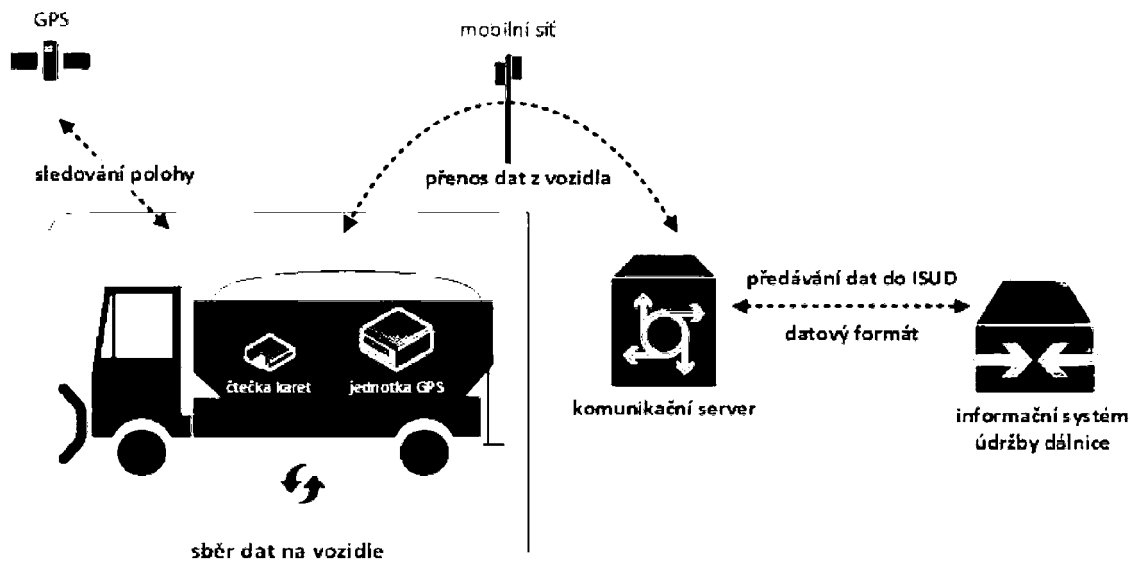 GPS
mobilní síť
sledování polohy
přenos dat z vozidla
předávání dat do ISUD
datový formát
čtečka karet
jednotka GPS
komunikační server
informační systém
údržby dálnice
sběr dat na vozidle